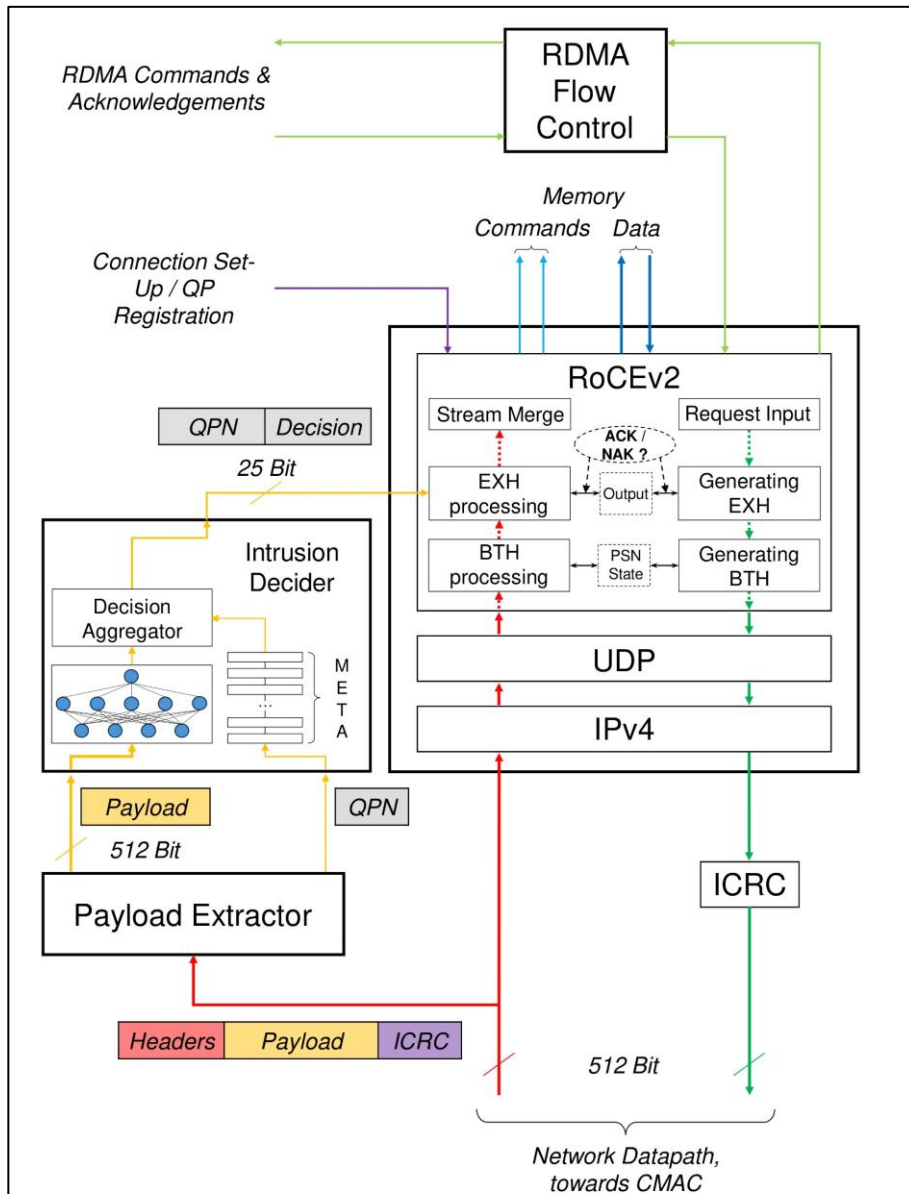 RDMA Commands &
Acknowledgements
RDMA
Flow
Control
Memory
Commands Data
Connection Set-
Up / QP
Registration
RoCEv2
Stream Merge
Request Input
ACK /
NAK ?
QPN Decision
25 Bit
EXH
processing
Output
Generating
EXH
Intrusion
Decider
BTH
processing
PSN
State
Generating
BTH
Decision
Aggregator
UDP
M
E
T
A
...
IPv4
Payload
QPN
512 Bit
ICRC
Payload Extractor
Headers Payload ICRC
512 Bit
Network Datapath,
towards CMAC